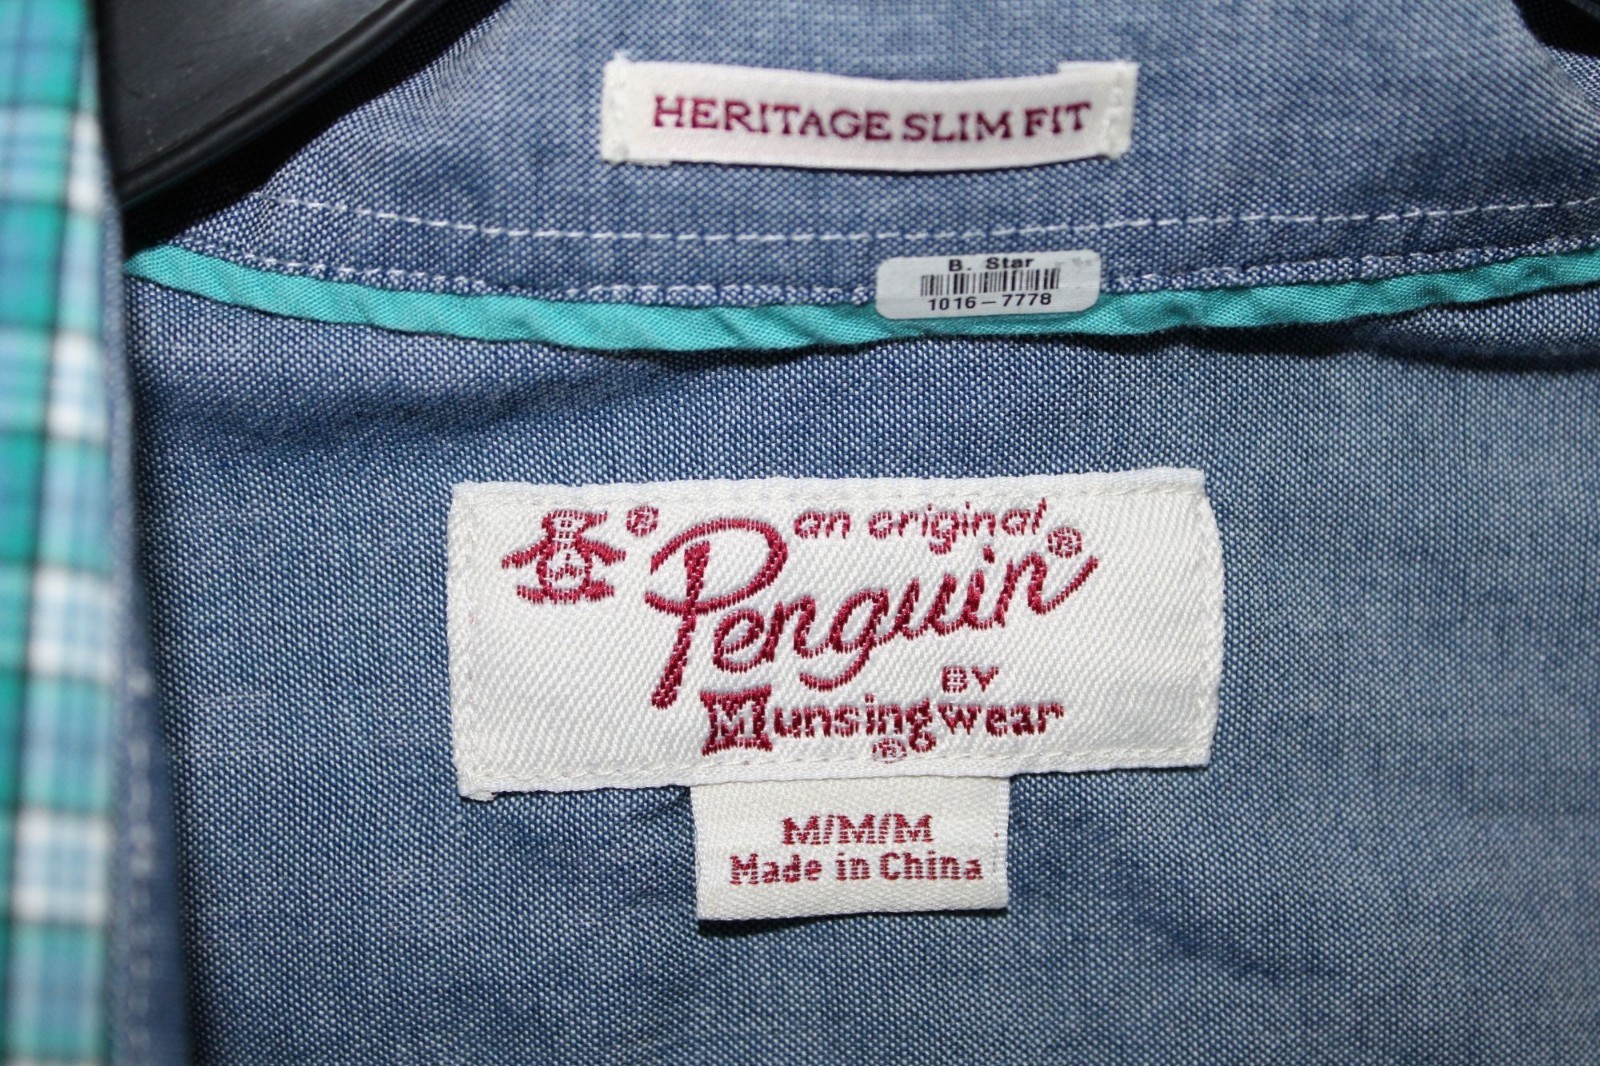 HERITAGE SLIM FIT
B. Star
1016-7778
® an original
Penguin®
BY
Munsingwear
®
M/M/M
Made in China